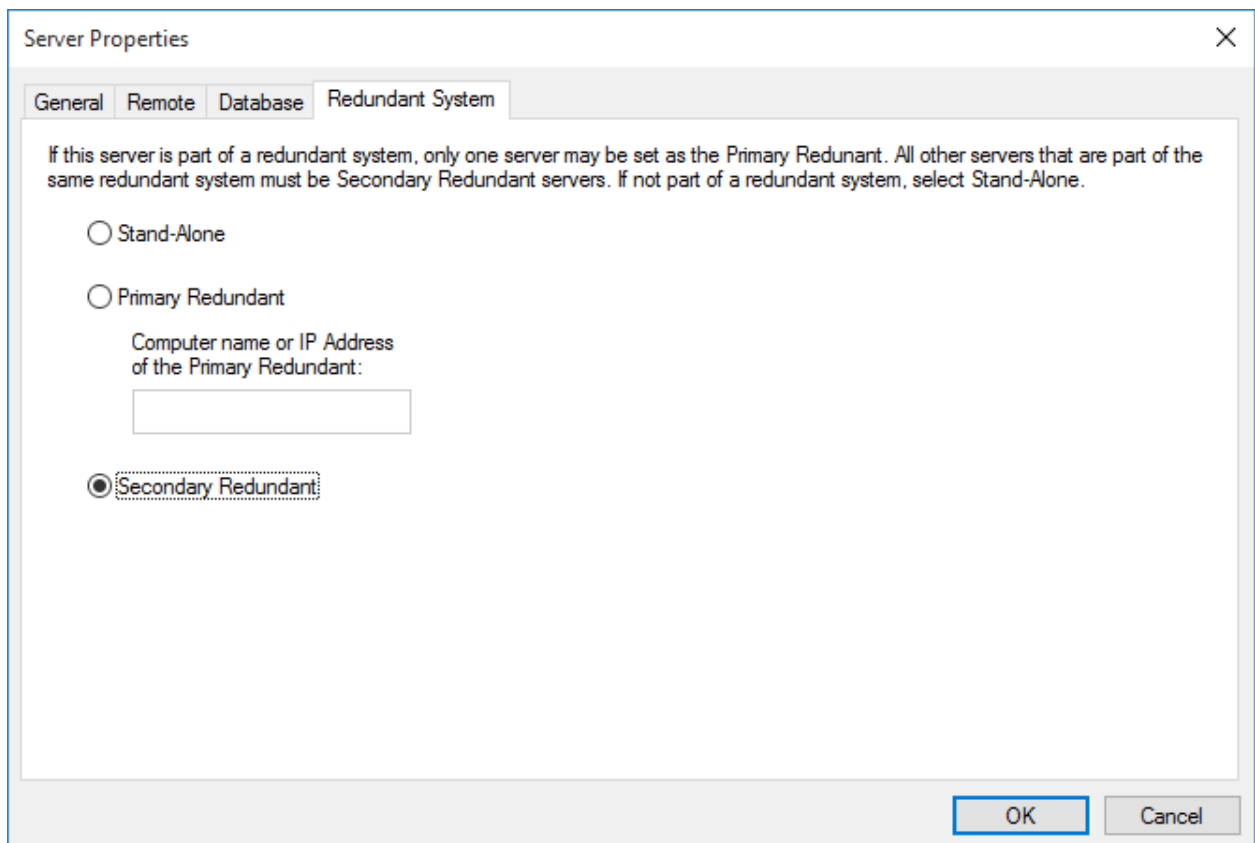 Server Properties
General Remote Database Redundant System
If this server is part of a redundant system, only one server may be set as the Primary Redunant. All other servers that are part of the
same redundant system must be Secondary Redundant servers. If not part of a redundant system, select Stand-Alone.
Stand-Alone
Primary Redundant
Computer name or IP Address
of the Primary Redundant:
Secondary Redundant
OK Cancel